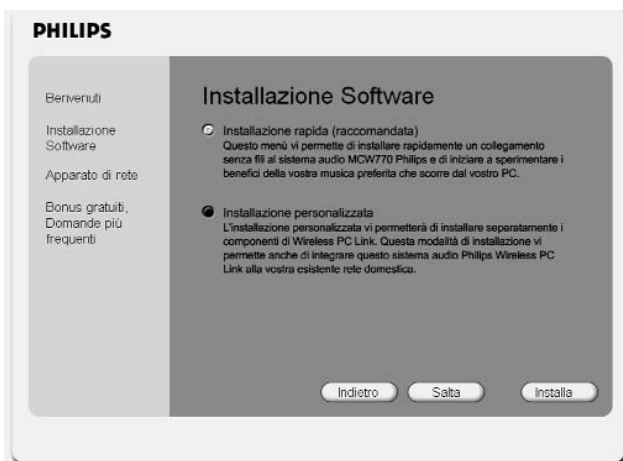 PHILIPS
Benvenuti
Installazione
Software
Apparato di rete
Bonus gratuiti,
Domande più
frequenti
Installazione Software
Installazione rapida (raccomandata)
Questo menù vi permette di installare rapidamente un collegamento
senza fili al sistema audio MCW770 Philips e di iniziare a sperimentare i
benefici della vostra musica preferita che scorre dal vostro PC.
Installazione personalizzata
L'installazione personalizzata vi permetterà di installare separatamente i
componenti di Wireless PC Link. Questa modalità di installazione vi
permette anche di integrare questo sistema audio Philips Wireless PC
Link alla vostra esistente rete domestica.
Indietro
Salta
Installa